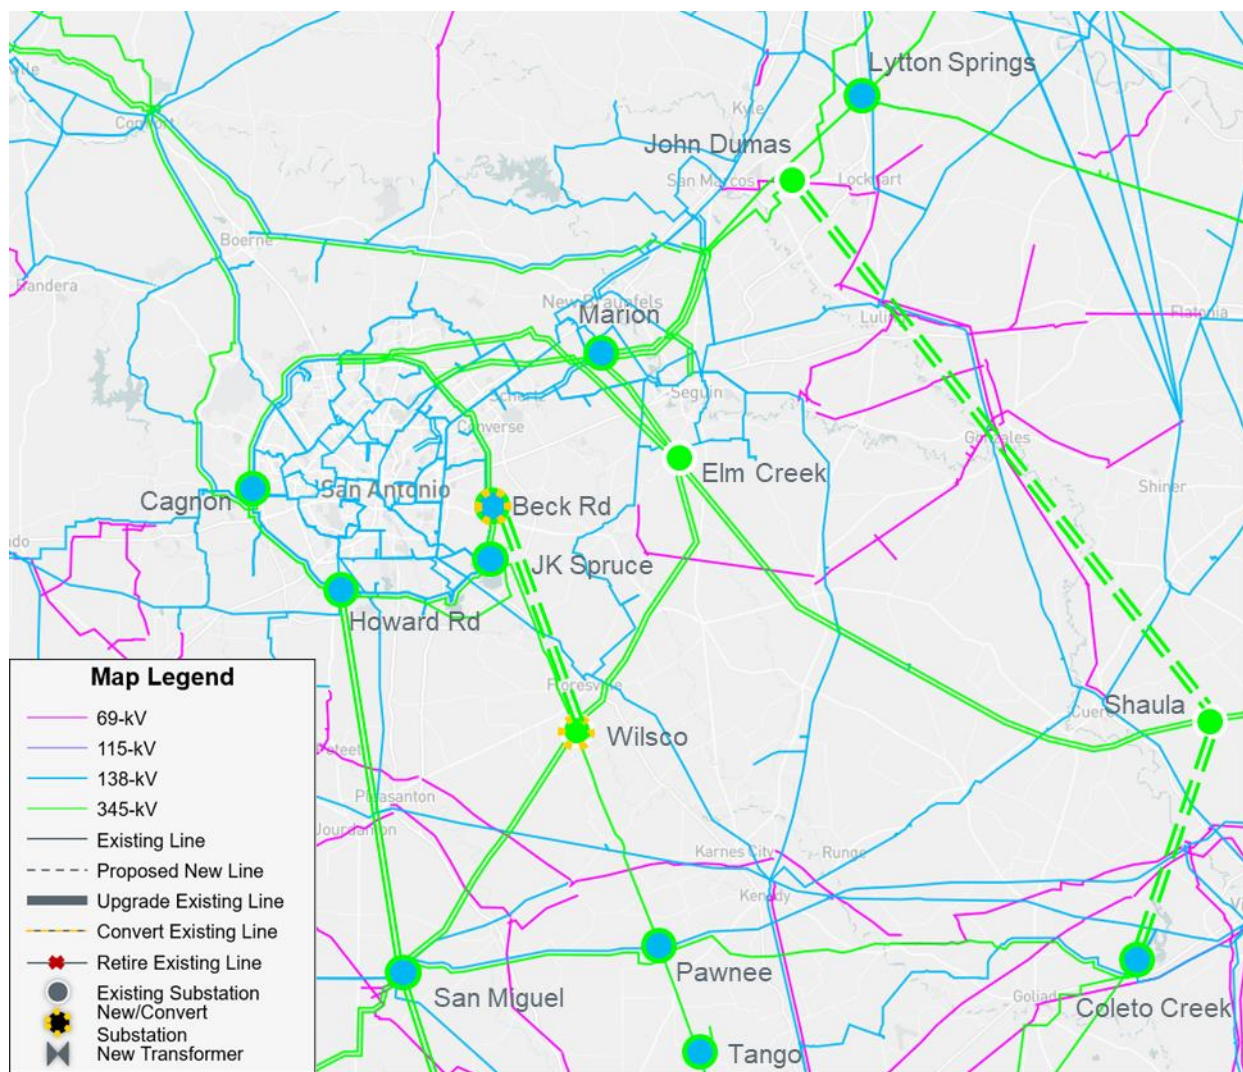 Lytton Springs
Kyle
John Dumas
San Marcos
Lockhart
Boerne
Bandera
New Braunfels
Marion
Luling
Flatonia
Seguin
Schertz
Converse
Gonzales
Elm Creek
Shiner
San Antonio
Cagnon
Beck Rd
JK Spruce
Howard Rd
Floresville
Shaula
Cuero
Wilsco
Poteet
Pleasanton
Jourdanton
Karnes City
Runge
Kenedy
Pawnee
San Miguel
Goliad
Coleto Creek
Tango
Map Legend
69-kV
115-kV
138-kV
345-kV
Existing Line
Proposed New Line
Upgrade Existing Line
Convert Existing Line
Retire Existing Line
Existing Substation
New/Convert
Substation
New Transformer